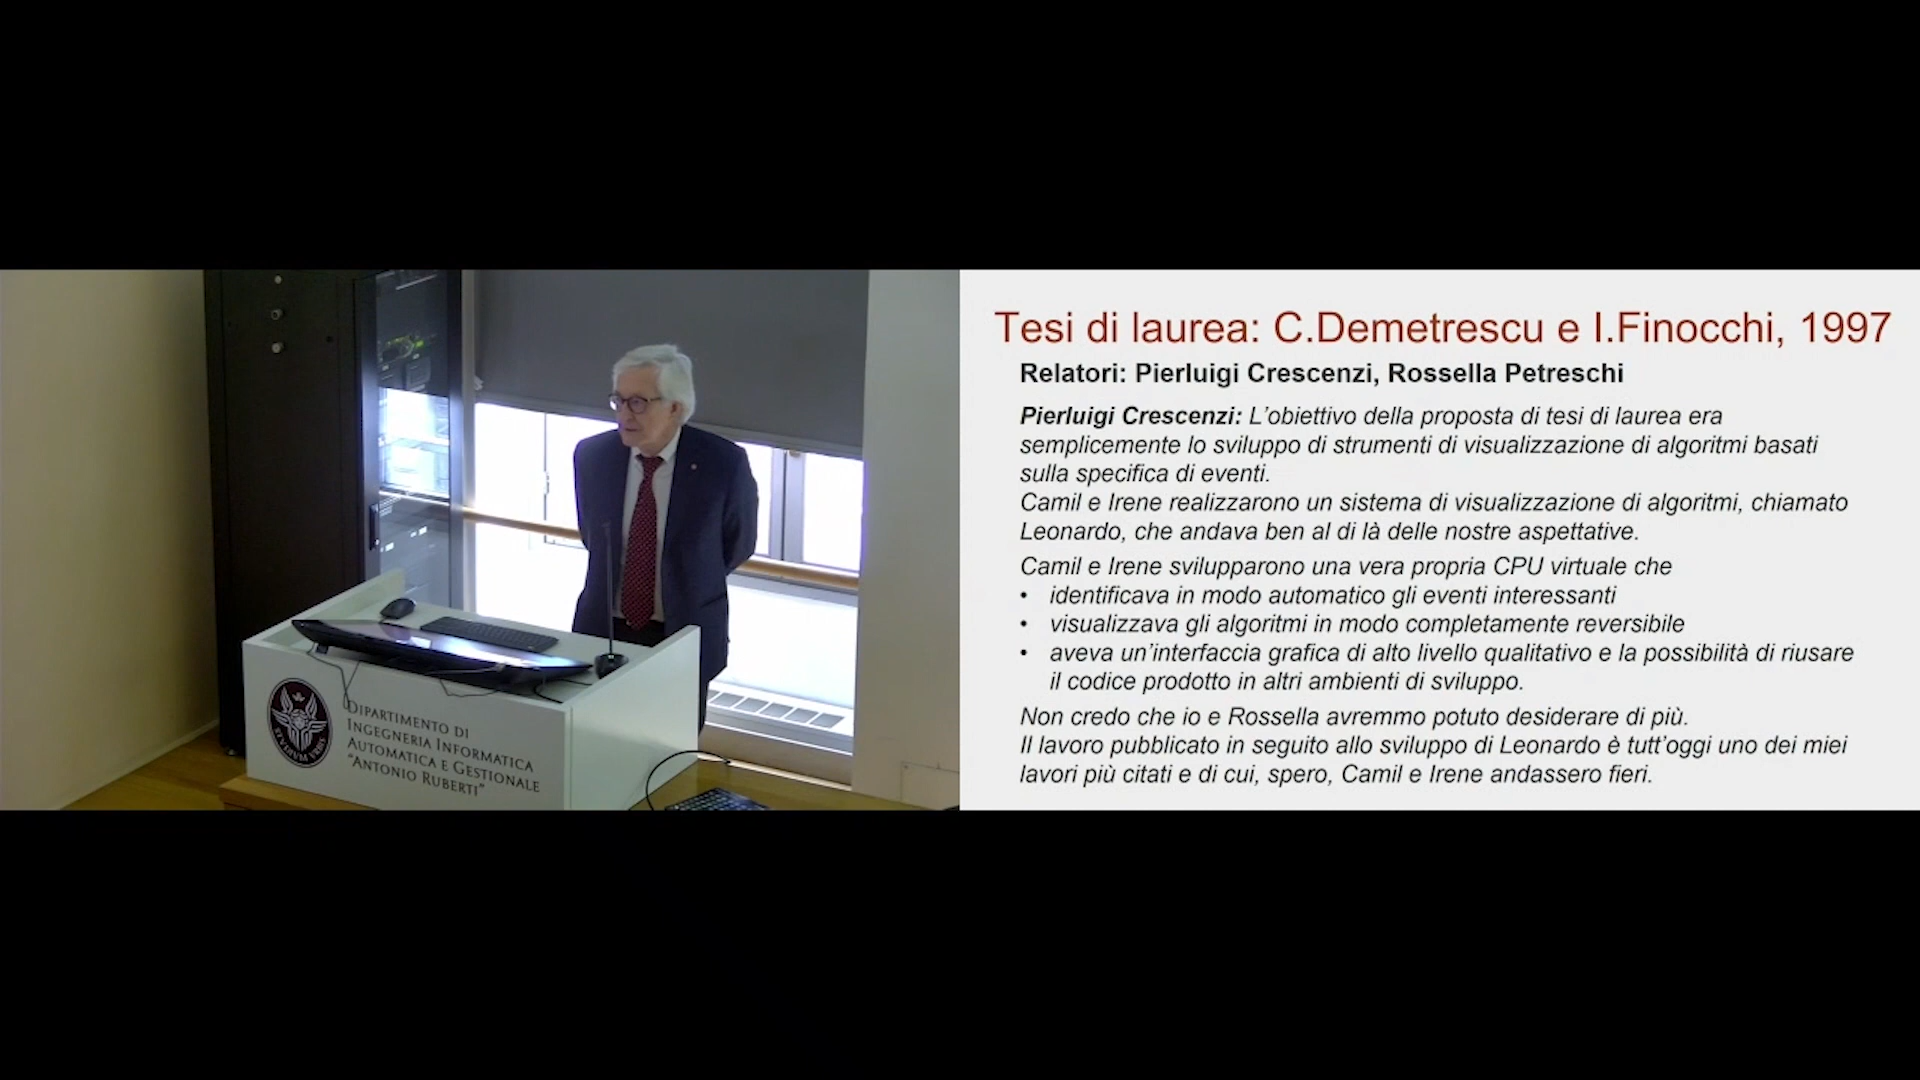 Tesi di laurea: C.Demetrescu e I.Finocchi, 1997
Relatori: Pierluigi Crescenzi, Rossella Petreschi
Pierluigi Crescenzi: L'obiettivo della proposta di tesi di laurea era
semplicemente lo sviluppo di strumenti di visualizzazione di algoritmi basati
sulla specifica di eventi.
Camil e Irene realizzarono un sistema di visualizzazione di algoritmi, chiamato
Leonardo, che andava ben al di là delle nostre aspettative.
Camil e Irene svilupparono una vera propria CPU virtuale che
• identificava in modo automatico gli eventi interessanti
• visualizzava gli algoritmi in modo completamente reversibile
• aveva un'interfaccia grafica di alto livello qualitativo e la possibilità di riusare
il codice prodotto in altri ambienti di sviluppo.
Non credo che io e Rossella avremmo potuto desiderare di più.
Il lavoro pubblicato in seguito allo sviluppo di Leonardo è tutt'oggi uno dei miei
lavori più citati e di cui, spero, Camil e Irene andassero fieri.
DIPARTIMENTO DI
INGEGNERIA INFORMATICA
AUTOMATICA E GESTIONALE
"ANTONIO RUBERTI"
STVDIVM VRBIS